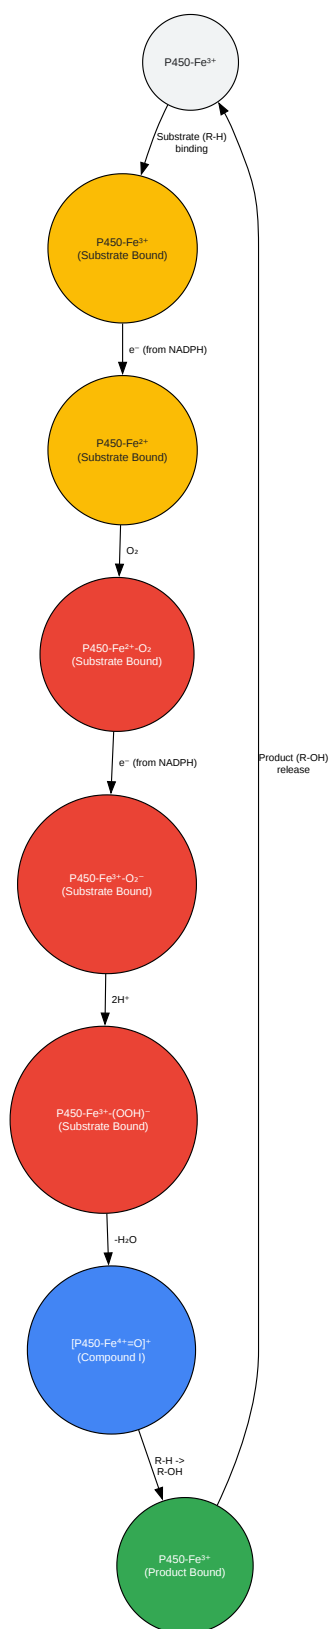 P450-Fe³⁺
Substrate (R-H)
binding
P450-Fe³⁺
(Substrate Bound)
e⁻ (from NADPH)
P450-Fe²⁺
(Substrate Bound)
O₂
P450-Fe²⁺-O₂
(Substrate Bound)
e⁻ (from NADPH)
Product (R-OH)
release
P450-Fe³⁺-O₂⁻
(Substrate Bound)
2H⁺
P450-Fe³⁺-(OOH)⁻
(Substrate Bound)
-H₂O
[P450-Fe⁴⁺=O]⁺
(Compound I)
R-H ->
R-OH
P450-Fe³⁺
(Product Bound)